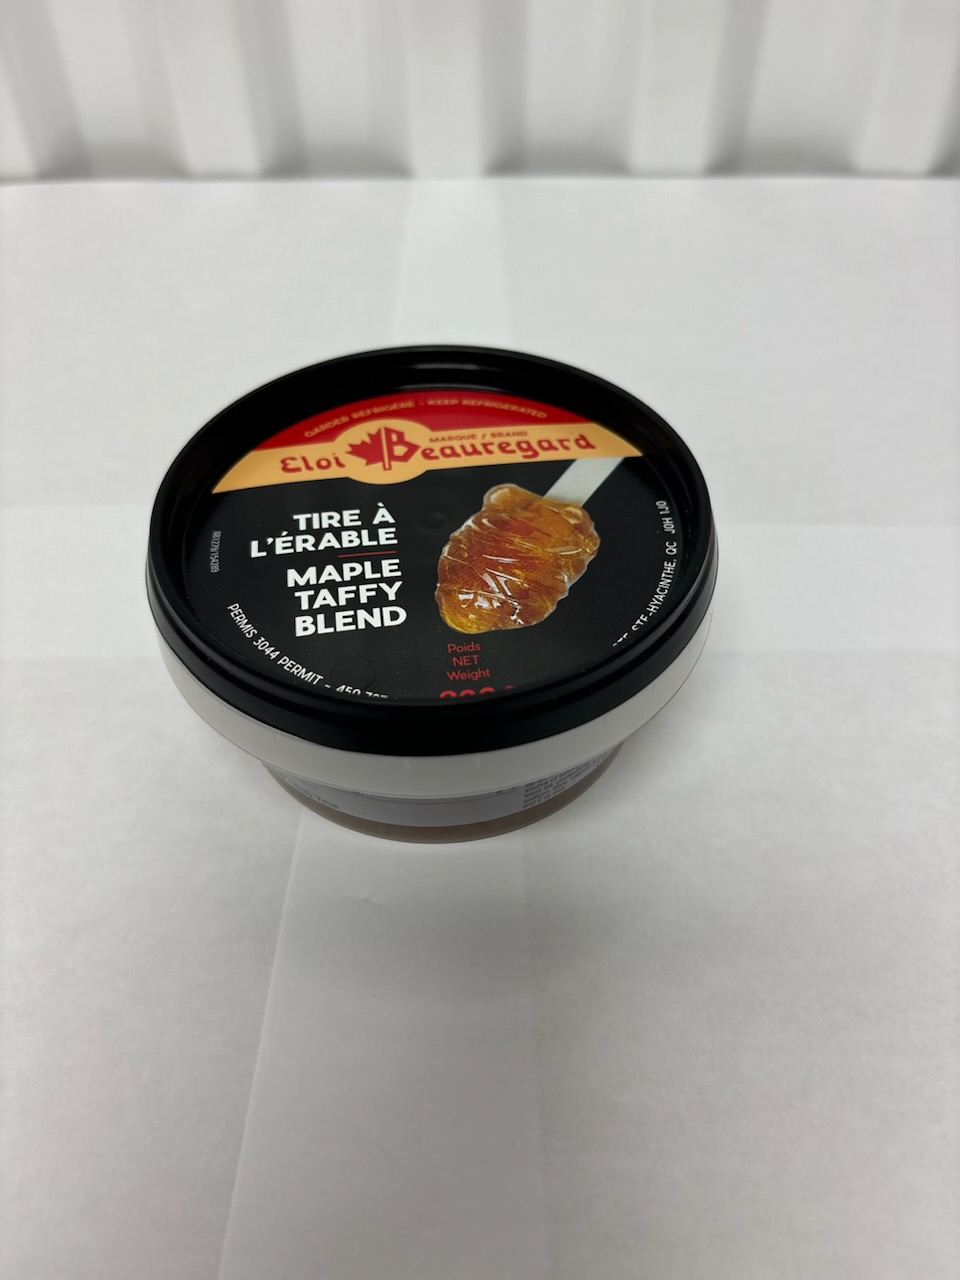 GARDER RÉFRIGÉRÉ - KEEP REFRIGERATED
MARQUE / BRAND
Eloi Beauregard
TIRE À
L'ÉRABLE
MAPLE
TAFFY
BLEND
Poids
NET
Weight
PERMIS 3044 PERMIT - 450
STE-HYACINTHE, QC J0H 1J0